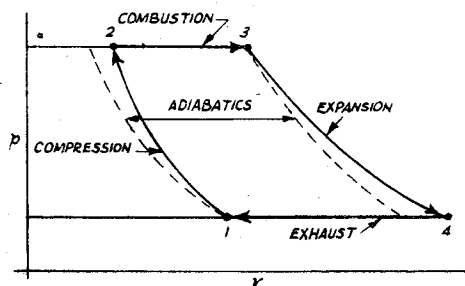 COMBUSTION
2
3
ADIABATICS
EXPANSION
P
COMPRESSION
1
4
EXHAUST
V